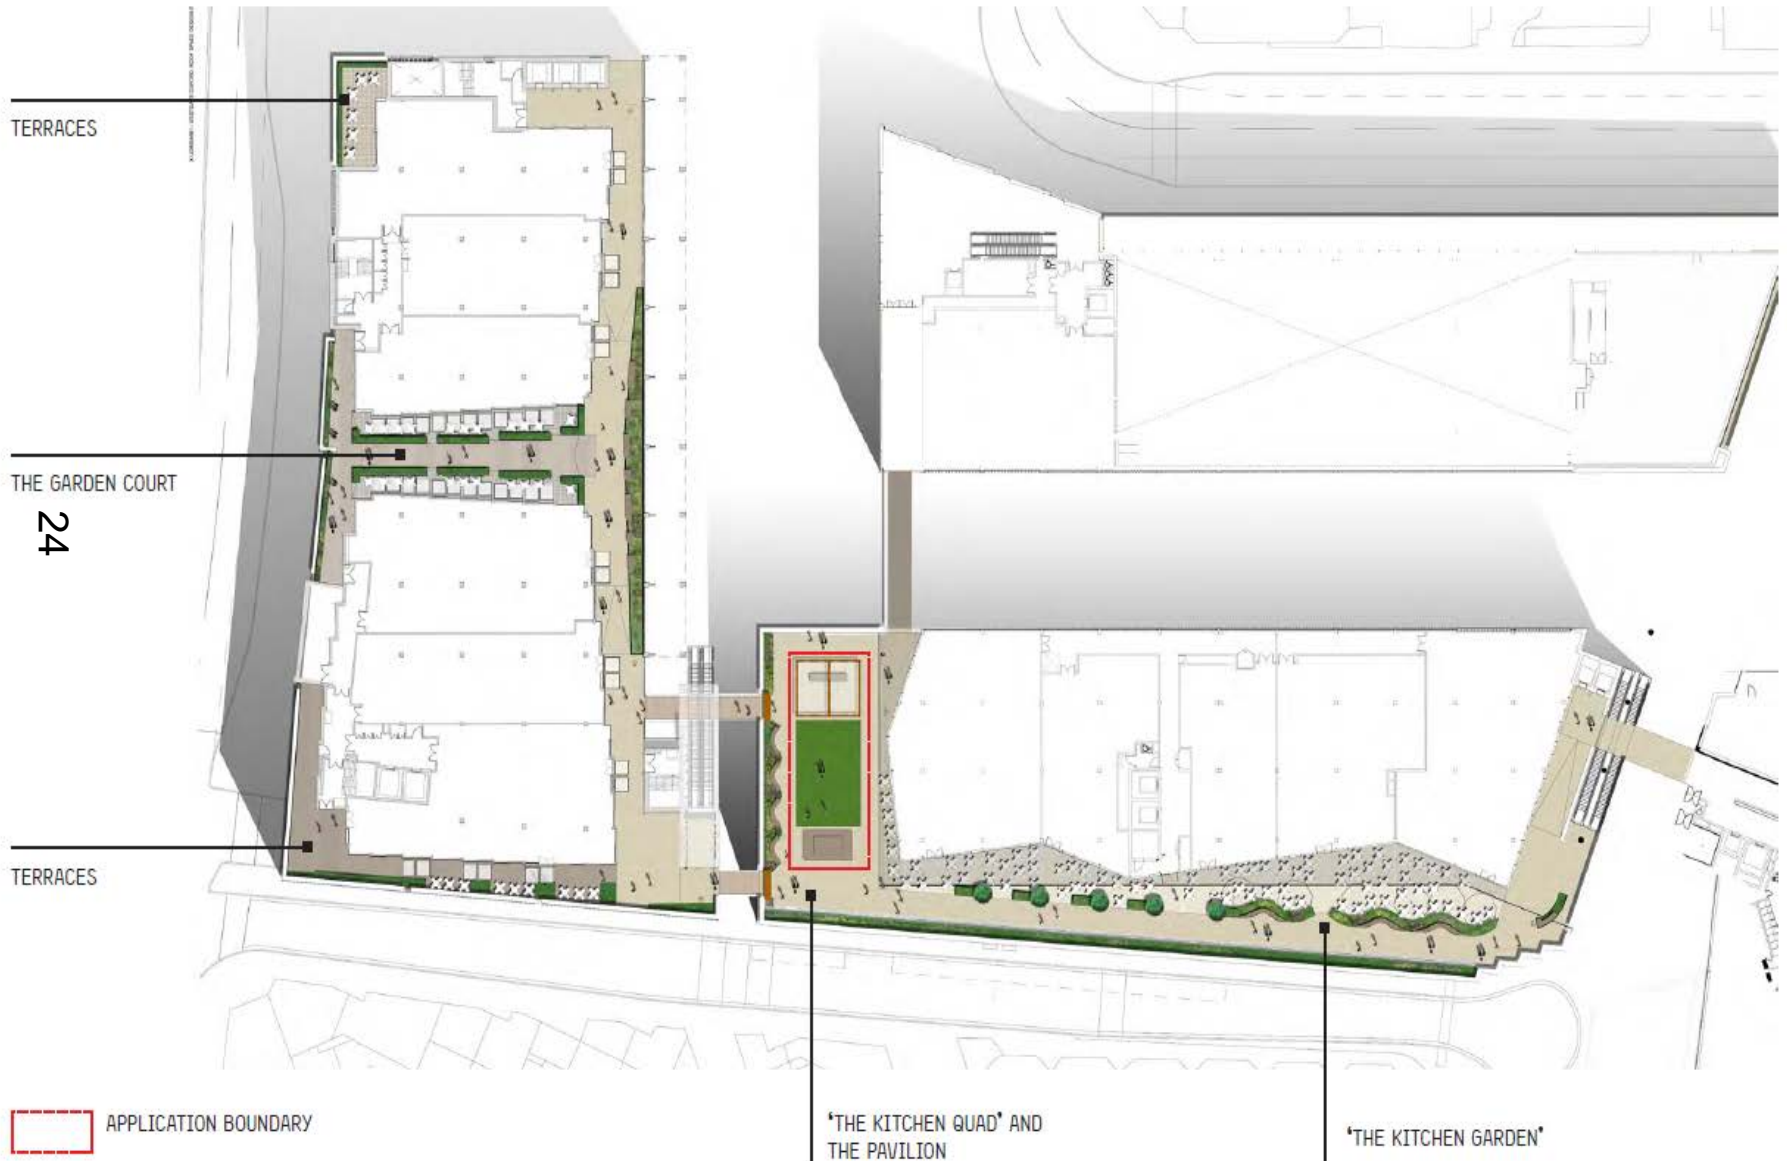 TERRACES
THE GARDEN COURT
24
TERRACES
APPLICATION BOUNDARY
'THE KITCHEN QUAD' AND
THE PAVILION
'THE KITCHEN GARDEN'